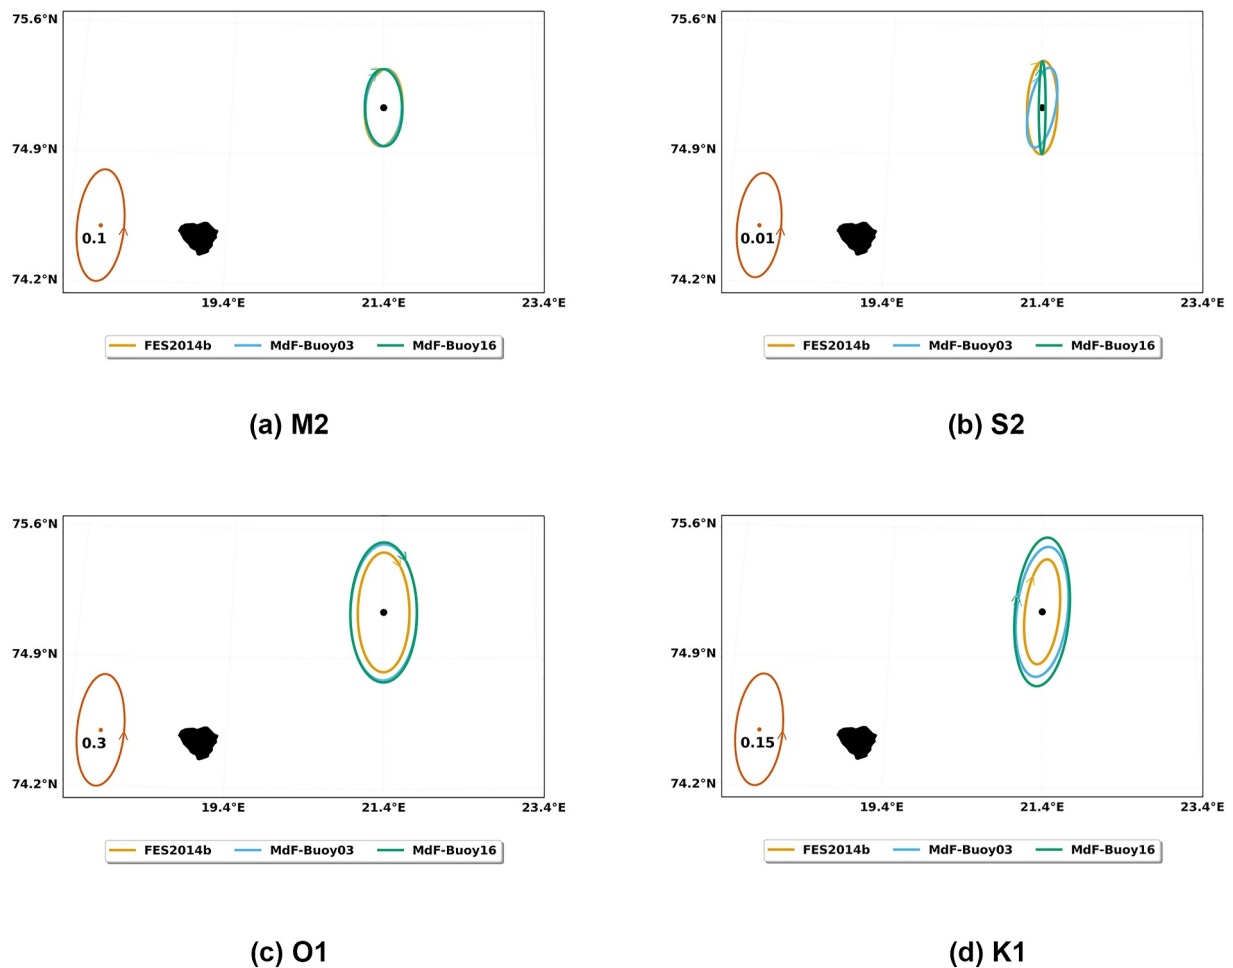 75.6°N
74.9°N
74.2°N
0.1
19.4°E 21.4°E 23.4°E
FES2014b MdF-Buoy03 MdF-Buoy16
(a) M2
75.6°N
74.9°N
74.2°N
0.01
19.4°E 21.4°E 23.4°E
FES2014b MdF-Buoy03 MdF-Buoy16
(b) S2
75.6°N
74.9°N
74.2°N
0.3
19.4°E 21.4°E 23.4°E
FES2014b MdF-Buoy03 MdF-Buoy16
(c) O1
75.6°N
74.9°N
74.2°N
0.15
19.4°E 21.4°E 23.4°E
FES2014b MdF-Buoy03 MdF-Buoy16
(d) K1